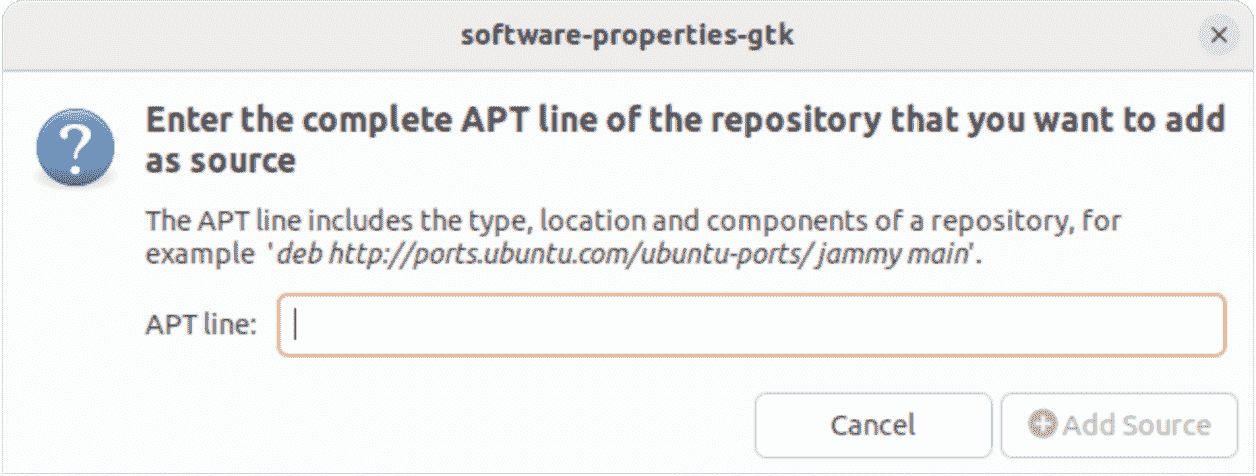 software-properties-gtk
Enter the complete APT line of the repository that you want to add
as source
The APT line includes the type, location and components of a repository, for
example 'deb http://ports.ubuntu.com/ubuntu-ports/ jammy main'.
APT line:
Cancel
Add Source